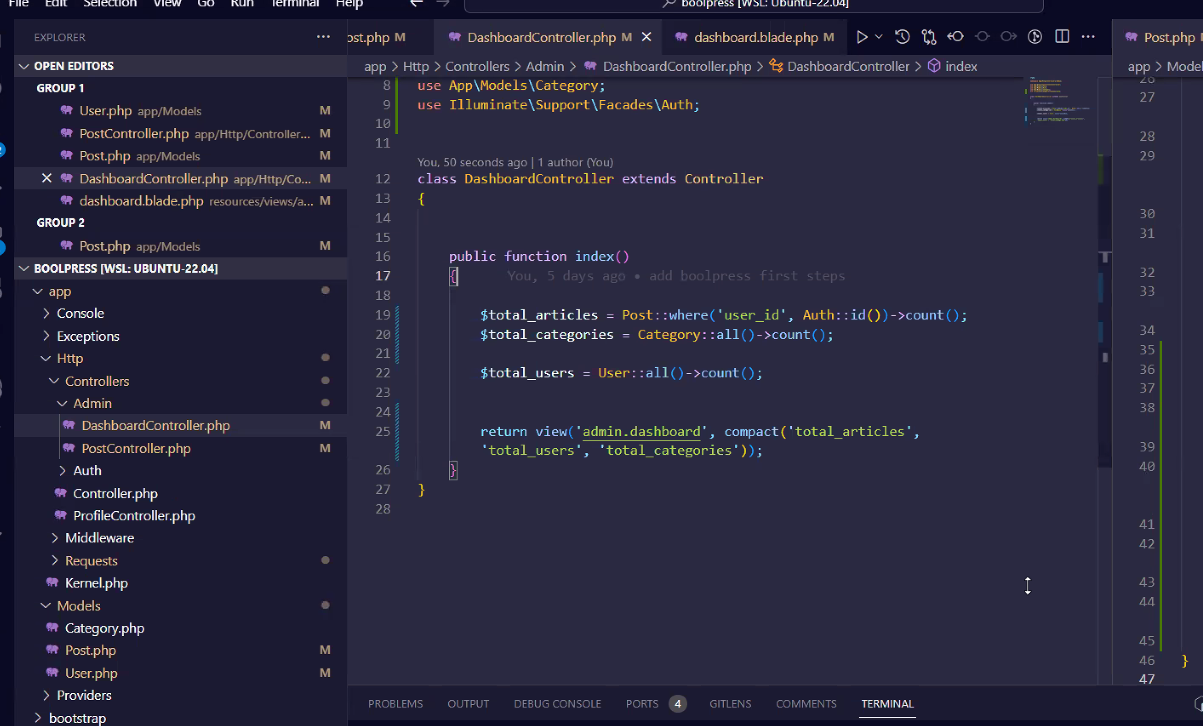 File Edit Selection View Go Run Terminal Help
boolpress [WSL: Ubuntu-22.04]
EXPLORER
OPEN EDITORS
GROUP 1
User.php app/Models M
PostController.php app/Http/Controller... M
Post.php app/Models M
DashboardController.php app/Http/Co... M
dashboard.blade.php resources/views/a... M
GROUP 2
Post.php app/Models M
BOOLPRESS [WSL: UBUNTU-22.04]
app
Console
Exceptions
Http
Controllers
Admin
DashboardController.php M
PostController.php M
Auth
Controller.php
ProfileController.php
Middleware
Requests
Kernel.php
Models
Category.php
Post.php M
User.php M
Providers
bootstrap
ost.php M
DashboardController.php M
dashboard.blade.php M
app > Http > Controllers > Admin > DashboardController.php > DashboardController > index
8 use App\Models\Category;
9 use Illuminate\Support\Facades\Auth;
10
11
You, 50 seconds ago | 1 author (You)
12 class DashboardController extends Controller
13 {
14
15
16 public function index()
17 { You, 5 days ago • add boolpress first steps
18
19 $total_articles = Post::where('user_id', Auth::id())->count();
20 $total_categories = Category::all()->count();
21
22 $total_users = User::all()->count();
23
24
25 return view('admin.dashboard', compact('total_articles',
'total_users', 'total_categories'));
26 }
27 }
28
PROBLEMS OUTPUT DEBUG CONSOLE PORTS 4 GITLENS COMMENTS TERMINAL
Post.php M
app > Model
26
27
28
29
30
31
32
33
34
35
36
37
38
39
40
41
42
43
44
45
46 }
47